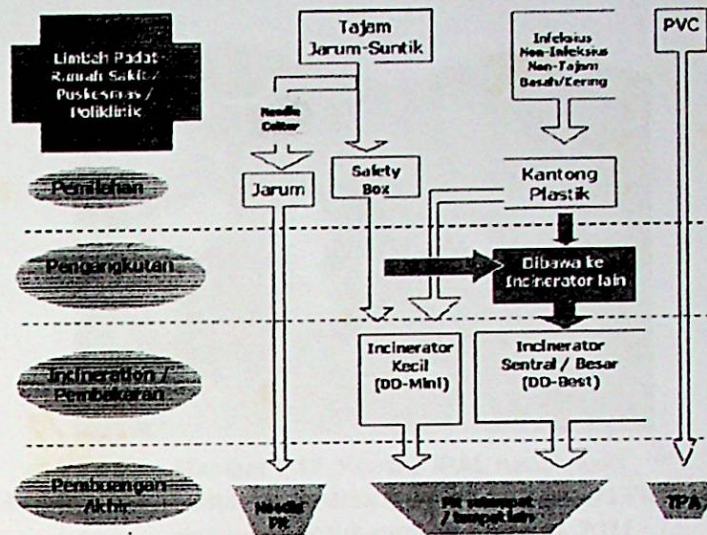 Limbah Padat
Rumah Sakit/
Puskesmas /
Poliklinik
Tajam
Jarum-Suntik
Infeksius
Non-Infeksius
Non-Tajam
Basah/Kering
PVC
Needle
Cutter
Pemilahan
Jarum
Safety
Box
Kantong
Plastik
Pengangkutan
Dibawa ke
Incinerator lain
Incineration /
Pembakaran
Incinerator
Kecil
(DD-Mini)
Incinerator
Sentral / Besar
(DD-Best)
Pembuangan
Akhir
Needle
Pit
Pit setempat
/ tempat lain
TPA